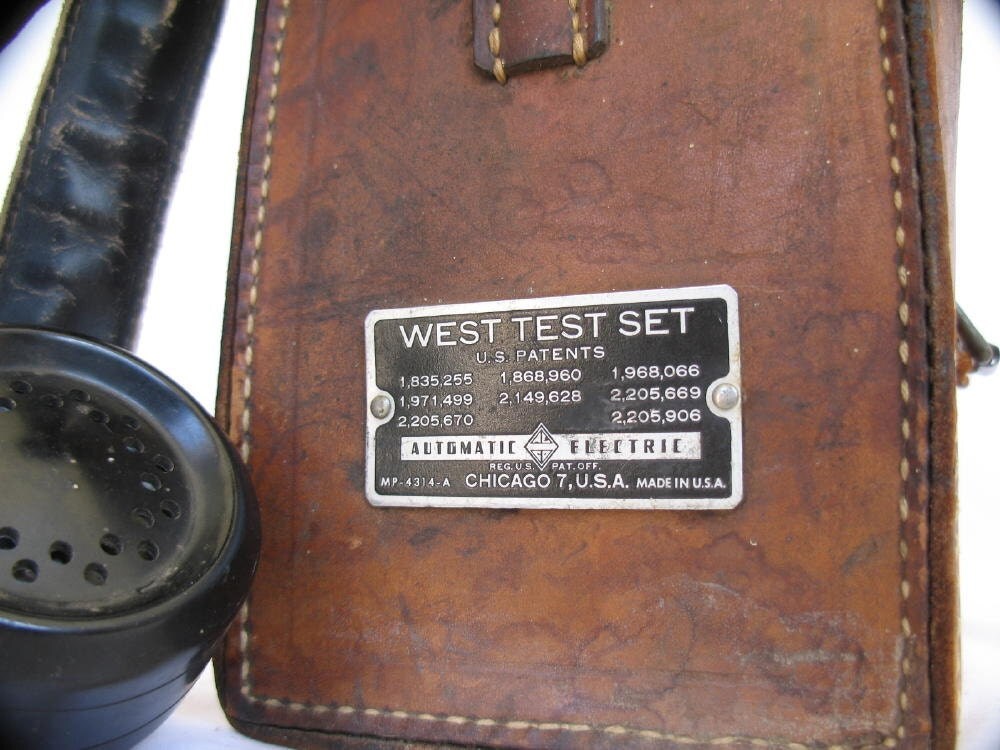 WEST TEST SET
U.S. PATENTS
1,835,255 1,868,960 1,968,066
1,971,499 2,149,628 2,205,669
2,205,670 2,205,906
AUTOMATIC ELECTRIC
REG. U.S. PAT. OFF.
MP-4314-A CHICAGO 7, U.S.A. MADE IN U.S.A.